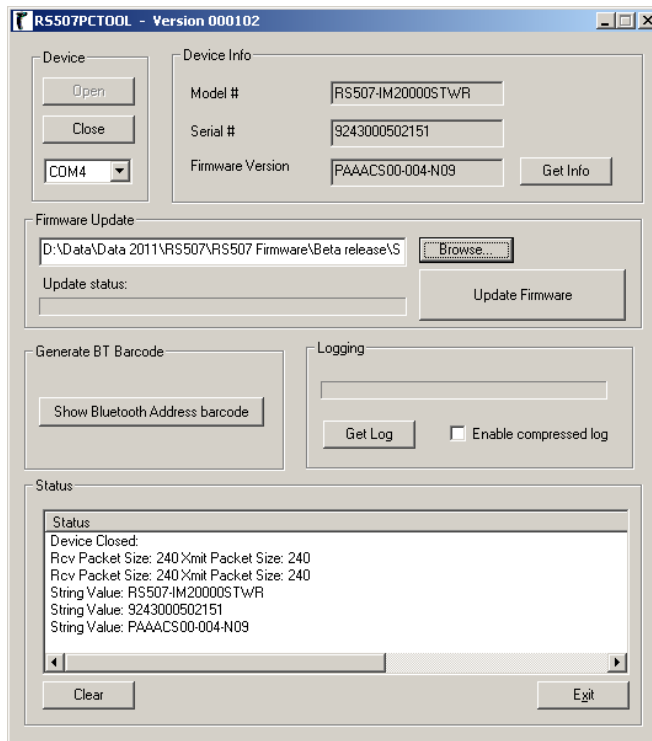 RS507PCTOOL - Version 000102
Device
Open
Close
COM4
Device Info
Model #
RS507-IM20000STWR
Serial #
9243000502151
Firmware Version
PAAACS00-004-N09
Get Info
Firmware Update
D:\Data\Data 2011\RS507\RS507 Firmware\Beta release\S
Browse...
Update status:
Update Firmware
Generate BT Barcode
Show Bluetooth Address barcode
Logging
Get Log
Enable compressed log
Status
Status
Device Closed:
Rcv Packet Size: 240 Xmit Packet Size: 240
Rcv Packet Size: 240 Xmit Packet Size: 240
String Value: RS507-IM20000STWR
String Value: 9243000502151
String Value: PAAACS00-004-N09
Clear
Exit